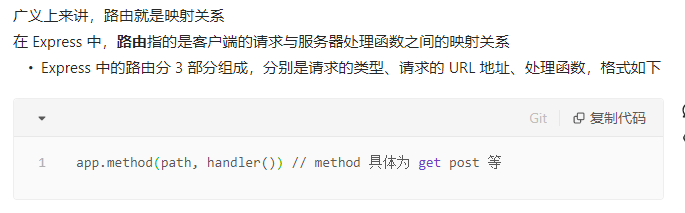 广义上来讲，路由就是映射关系
在 Express 中，路由指的是客户端的请求与服务器处理函数之间的映射关系
• Express 中的路由分 3 部分组成，分别是请求的类型、请求的 URL 地址、处理函数，格式如下
Git 复制代码
1 app.method(path, handler()) // method 具体为 get post 等